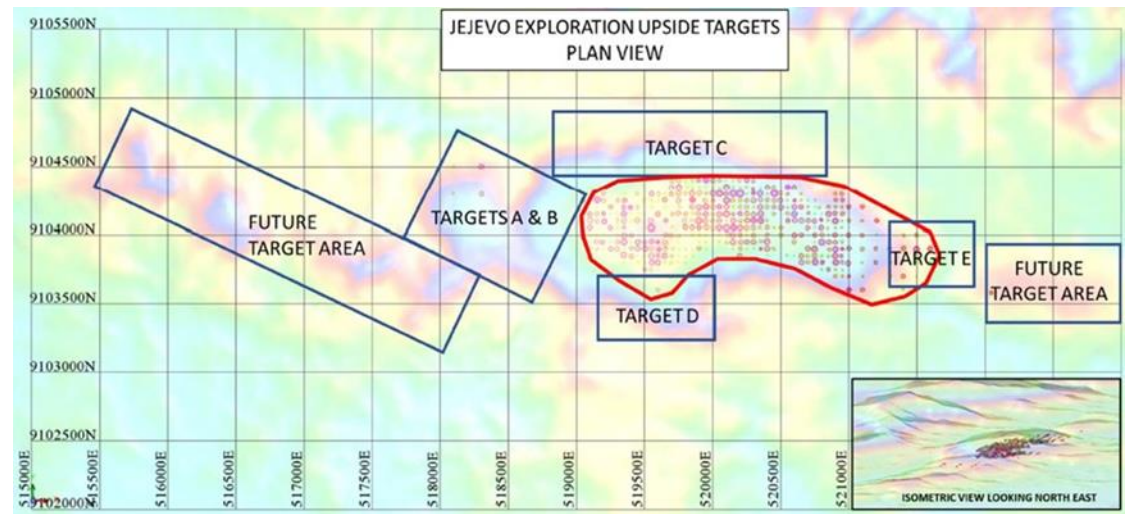 JEJEVO EXPLORATION UPSIDE TARGETS
PLAN VIEW
9105500N
9105000N
9104500N
9104000N
9103500N
9103000N
9102500N
9102000N
TARGET C
TARGETS A & B
FUTURE
TARGET AREA
TARGET E
FUTURE
TARGET AREA
TARGET D
515000E
515500E
516000E
516500E
517000E
517500E
518000E
518500E
519000E
519500E
520000E
520500E
521000E
ISOMETRIC VIEW LOOKING NORTH EAST